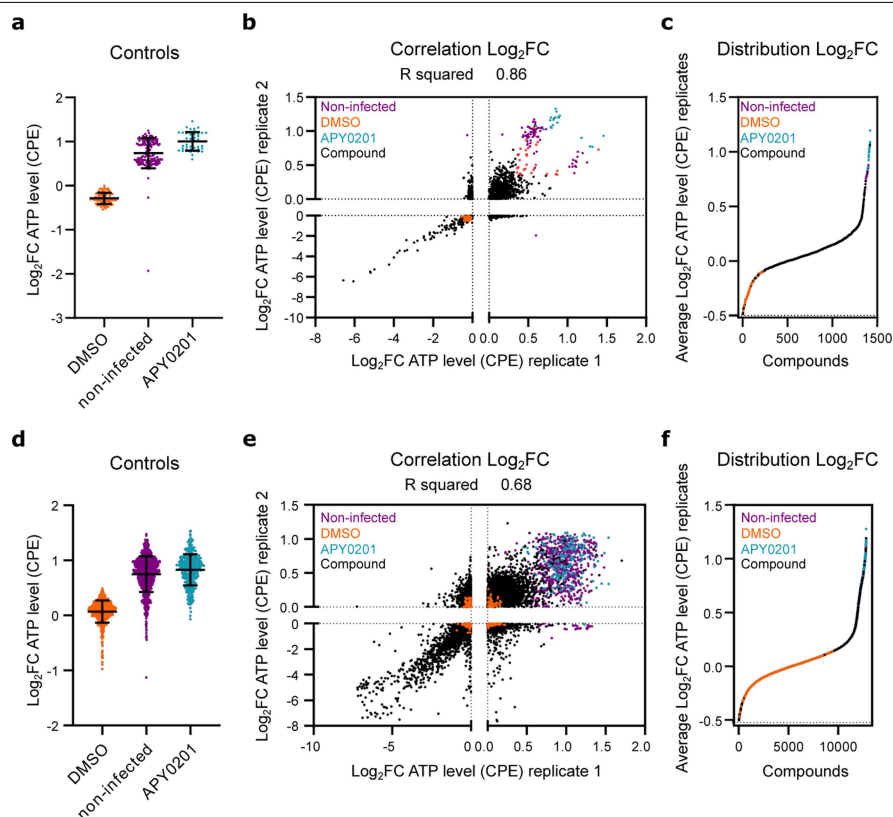 a
Controls
Log₂FC ATP level (CPE)
2
1
0
-1
-2
-3
DMSO
non-infected
APY0201
b
Correlation Log₂FC
R squared 0.86
Log₂FC ATP level (CPE) replicate 2
1.5
1.0
0.5
0.0
0
-2
-4
-6
-8
-10
Non-infected
DMSO
APY0201
Compound
-8 -6 -4 -2 0 0.0 0.5 1.0 1.5 2.0
Log₂FC ATP level (CPE) replicate 1
c
Distribution Log₂FC
Average Log₂FC ATP level (CPE) replicates
1.5
1.0
0.5
0.0
-0.5
Non-infected
DMSO
APY0201
Compound
0 500 1000 1500
Compounds
d
Controls
Log₂FC ATP level (CPE)
2
1
0
-1
-2
DMSO
non-infected
APY0201
e
Correlation Log₂FC
R squared 0.68
Log₂FC ATP level (CPE) replicate 2
1.5
1.0
0.5
0.0
0
-2
-4
-6
-8
-10
Non-infected
DMSO
APY0201
Compound
-10 -5 0 0.0 0.5 1.0 1.5 2.0
Log₂FC ATP level (CPE) replicate 1
f
Distribution Log₂FC
Average Log₂FC ATP level (CPE) replicates
1.5
1.0
0.5
0.0
-0.5
Non-infected
DMSO
APY0201
Compound
0 5000 10000
Compounds